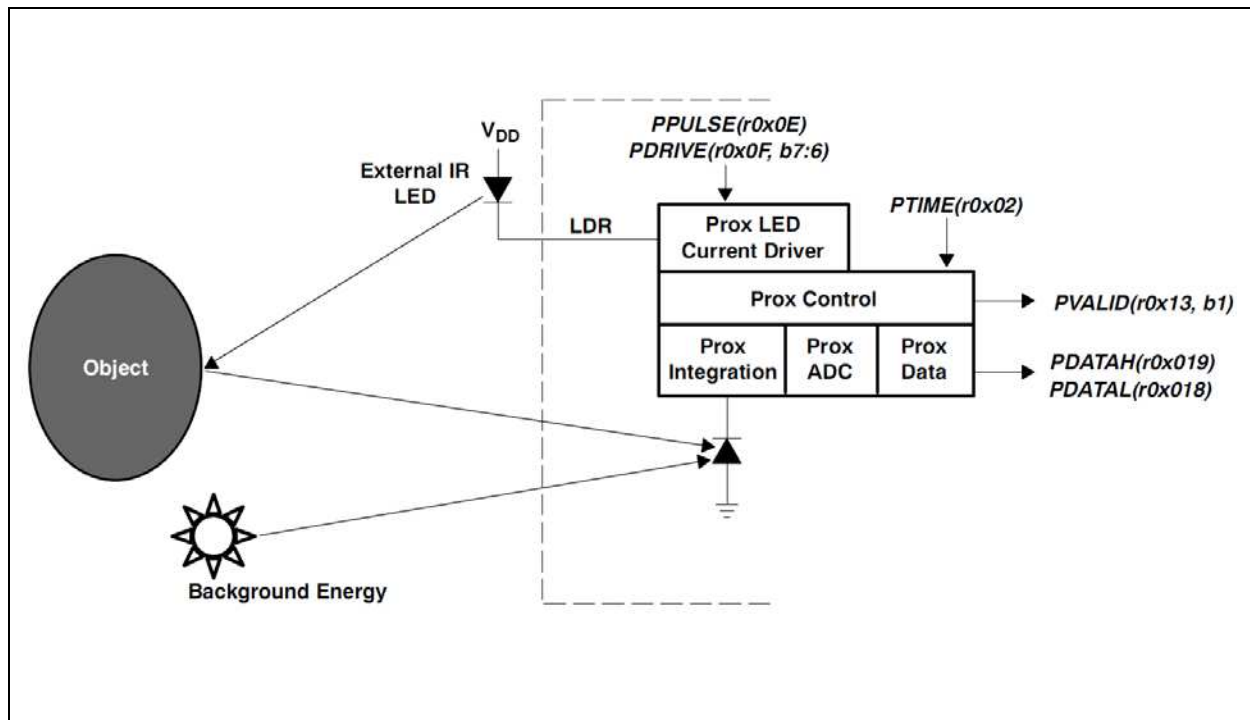 PPULSE(r0x0E)
PDRIVE(r0x0F, b7:6)
VDD
External IR
LED
PTIME(r0x02)
LDR
Prox LED
Current Driver
Prox Control
PVALID(r0x13, b1)
Prox
Integration
Prox
ADC
Prox
Data
PDATAH(r0x019)
PDATAL(r0x018)
Object
Background Energy